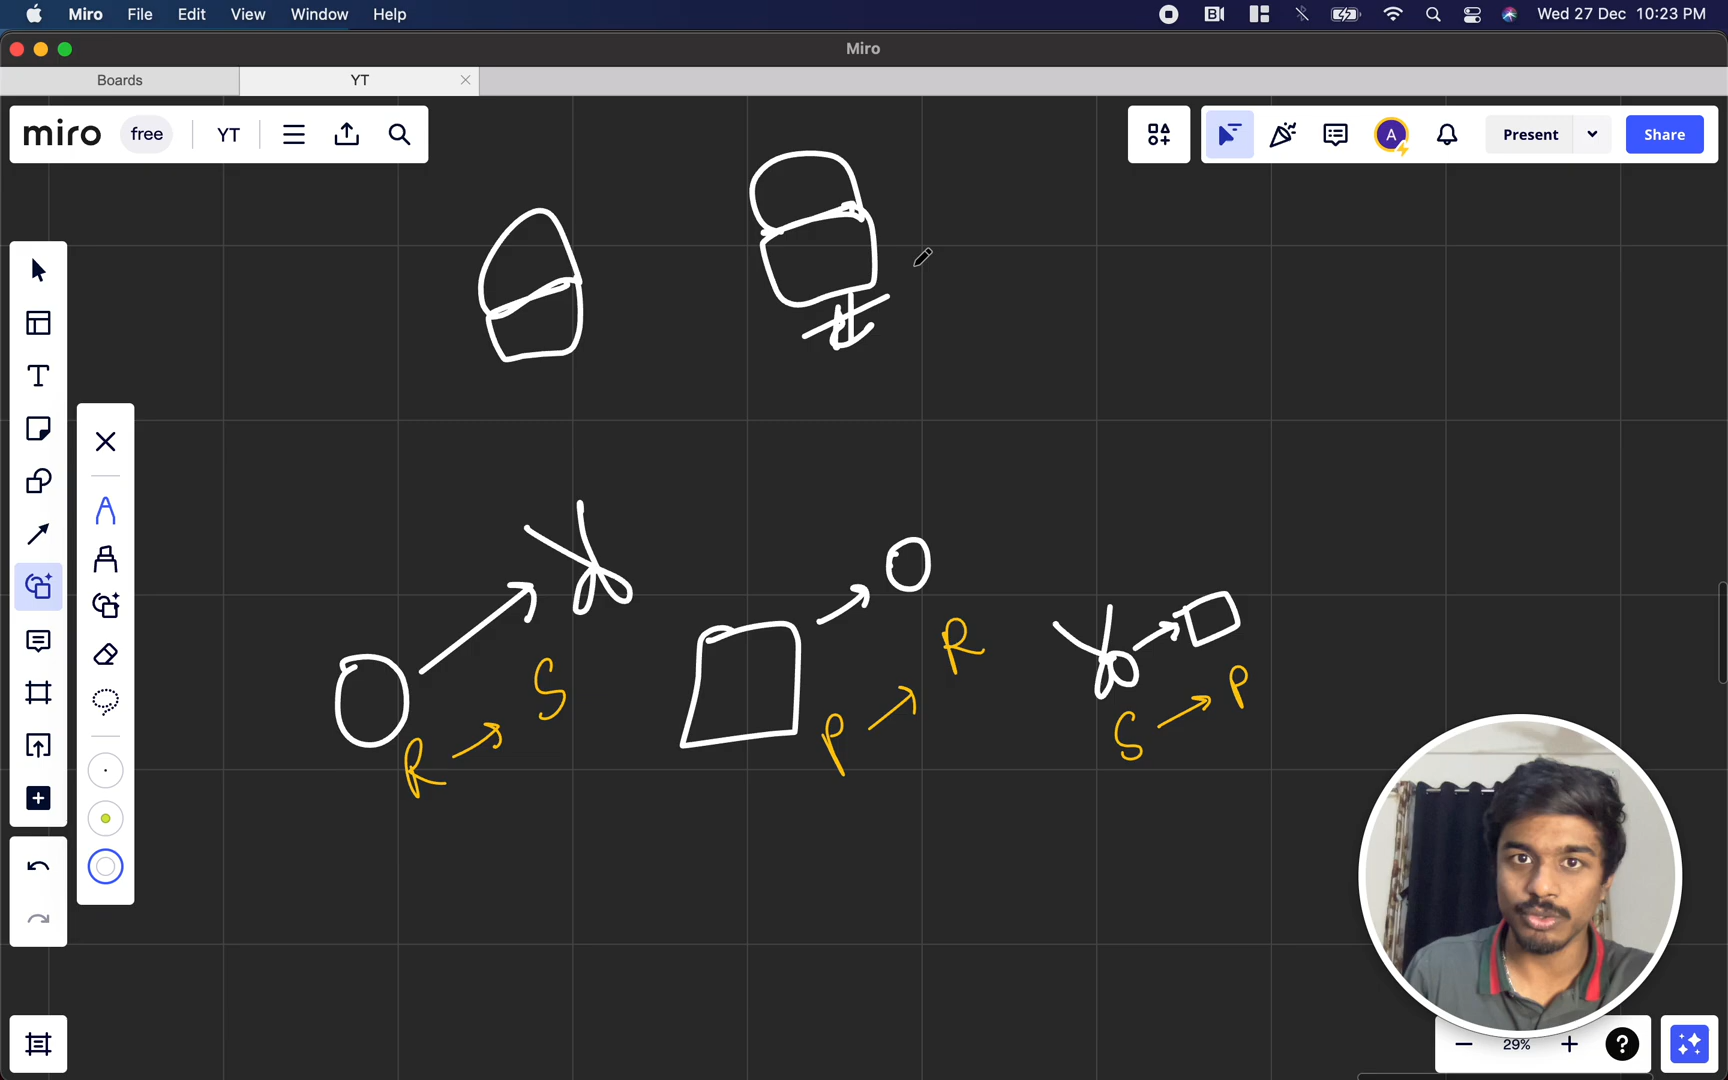 Miro File Edit View Window Help Wed 27 Dec 10:23 PM
Miro
Boards YT
miro free YT A Present Share
R → S
P → R
S → P
29%